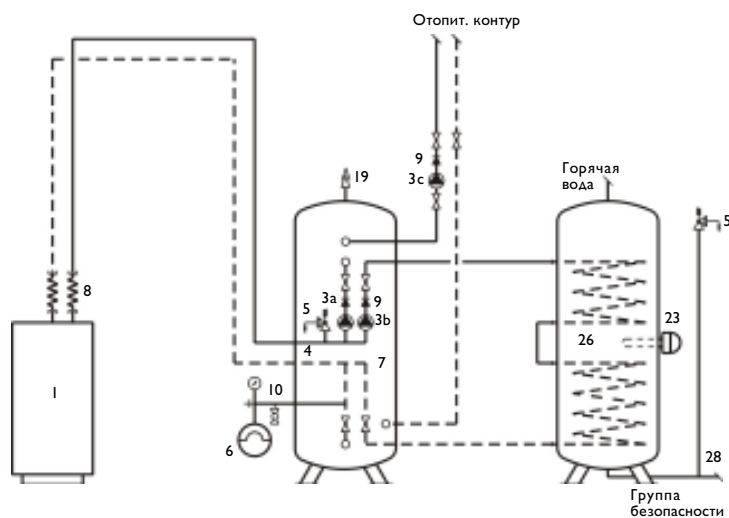 Отопит. контур
9
3c
19
Горячая
вода
5
8
3a
5
9
3b
23
4
26
1
7
10
6
28
Группа
безопасности